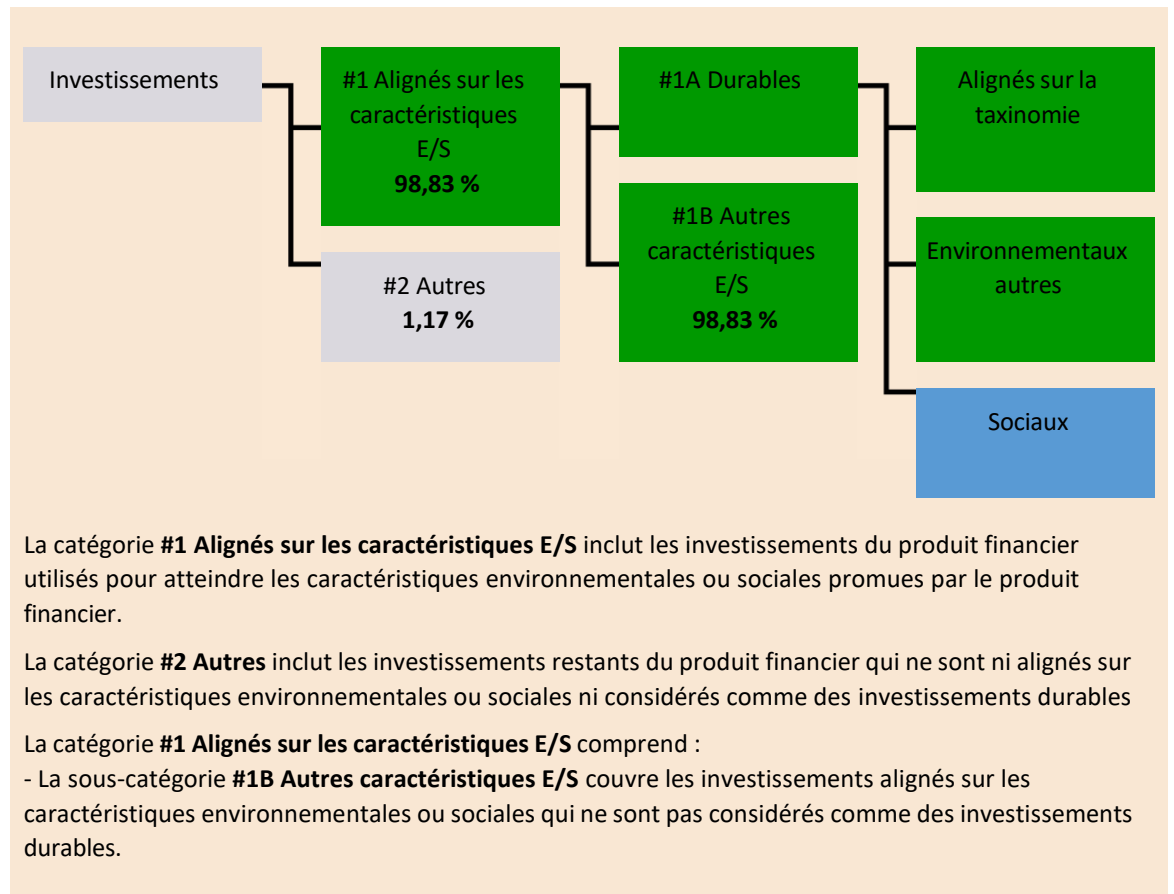 Investissements
#1 Alignés sur les
caractéristiques
E/S
98,83 %
#2 Autres
1,17 %
#1A Durables
#1B Autres
caractéristiques
E/S
98,83 %
Alignés sur la
taxinomie
Environnementaux
autres
Sociaux
La catégorie #1 Alignés sur les caractéristiques E/S inclut les investissements du produit financier
utilisés pour atteindre les caractéristiques environnementales ou sociales promues par le produit
financier.
La catégorie #2 Autres inclut les investissements restants du produit financier qui ne sont ni alignés sur
les caractéristiques environnementales ou sociales ni considérés comme des investissements durables
La catégorie #1 Alignés sur les caractéristiques E/S comprend :
- La sous-catégorie #1B Autres caractéristiques E/S couvre les investissements alignés sur les
caractéristiques environnementales ou sociales qui ne sont pas considérés comme des investissements
durables.